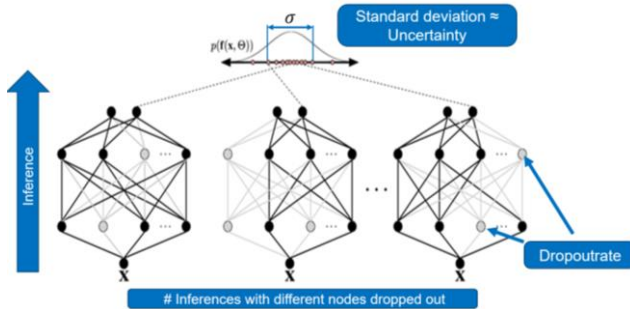 σ
Standard deviation ≈
Uncertainty
p(f(x, Θ))
Inference
... ... ...
...
... ... ...
Dropoutrate
x x x
# Inferences with different nodes dropped out